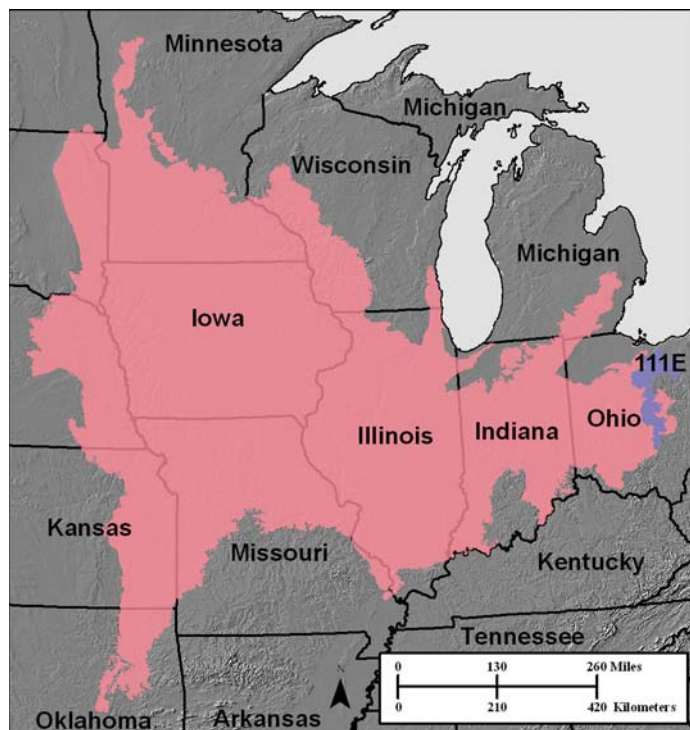 Minnesota
Michigan
Wisconsin
Michigan
Iowa
111E
Illinois
Indiana
Ohio
Kansas
Missouri
Kentucky
Tennessee
Oklahoma
Arkansas
N
0 130 260 Miles
0 210 420 Kilometers